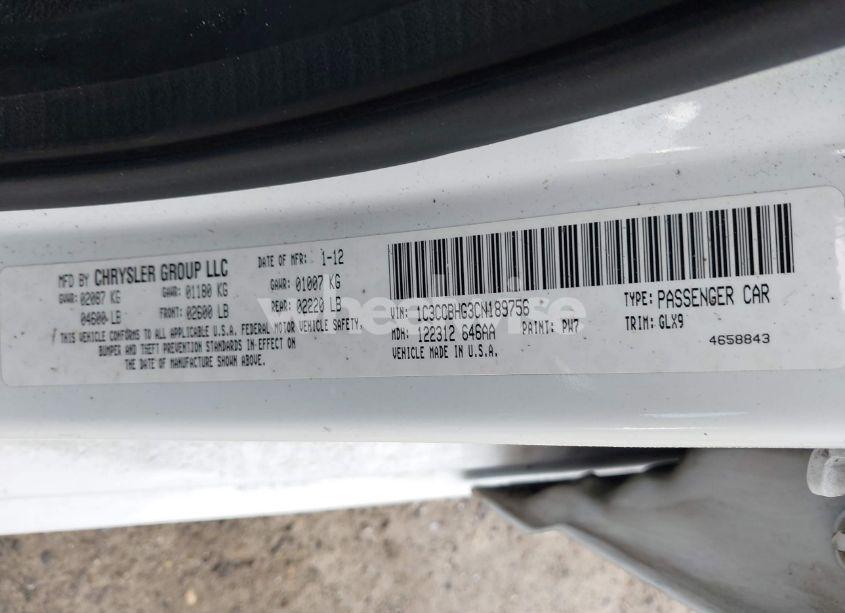 MFD BY CHRYSLER GROUP LLC
DATE OF MFR: 1-12
GVWR: 02087 KG
GAWR: 01180 KG
GAWR: 01007 KG
04600 LB
FRONT: 02600 LB
REAR: 02220 LB
THIS VEHICLE CONFORMS TO ALL APPLICABLE U.S.A. FEDERAL MOTOR VEHICLE SAFETY,
BUMPER AND THEFT PREVENTION STANDARDS IN EFFECT ON
THE DATE OF MANUFACTURE SHOWN ABOVE.
VIN: 1C3CCBHG3CN189756
TYPE: PASSENGER CAR
MDH: 122312 646AA
PAINT: PW7
TRIM: GLX9
VEHICLE MADE IN U.S.A.
4658843